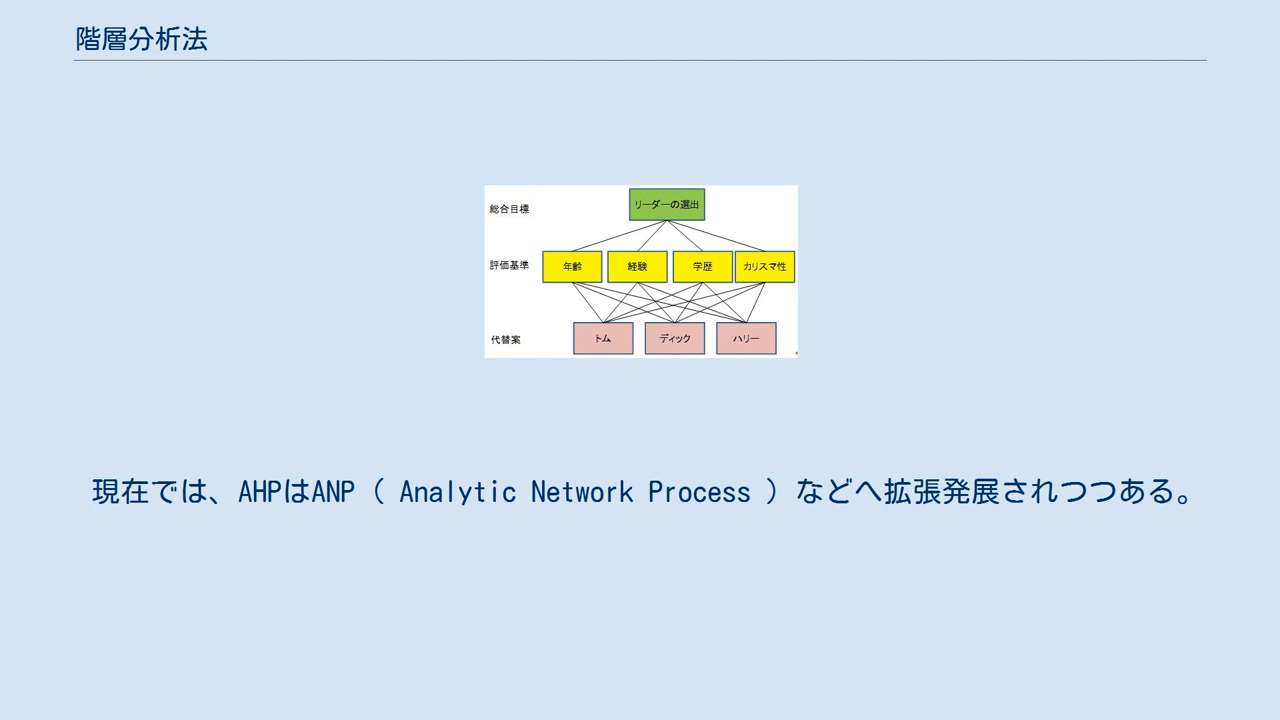 階層分析法
総合目標
リーダーの選出
評価基準
年齢
経験
学歴
カリスマ性
代替案
トム
ディック
ハリー
現在では、AHPはANP（ Analytic Network Process ）などへ拡張発展されつつある。